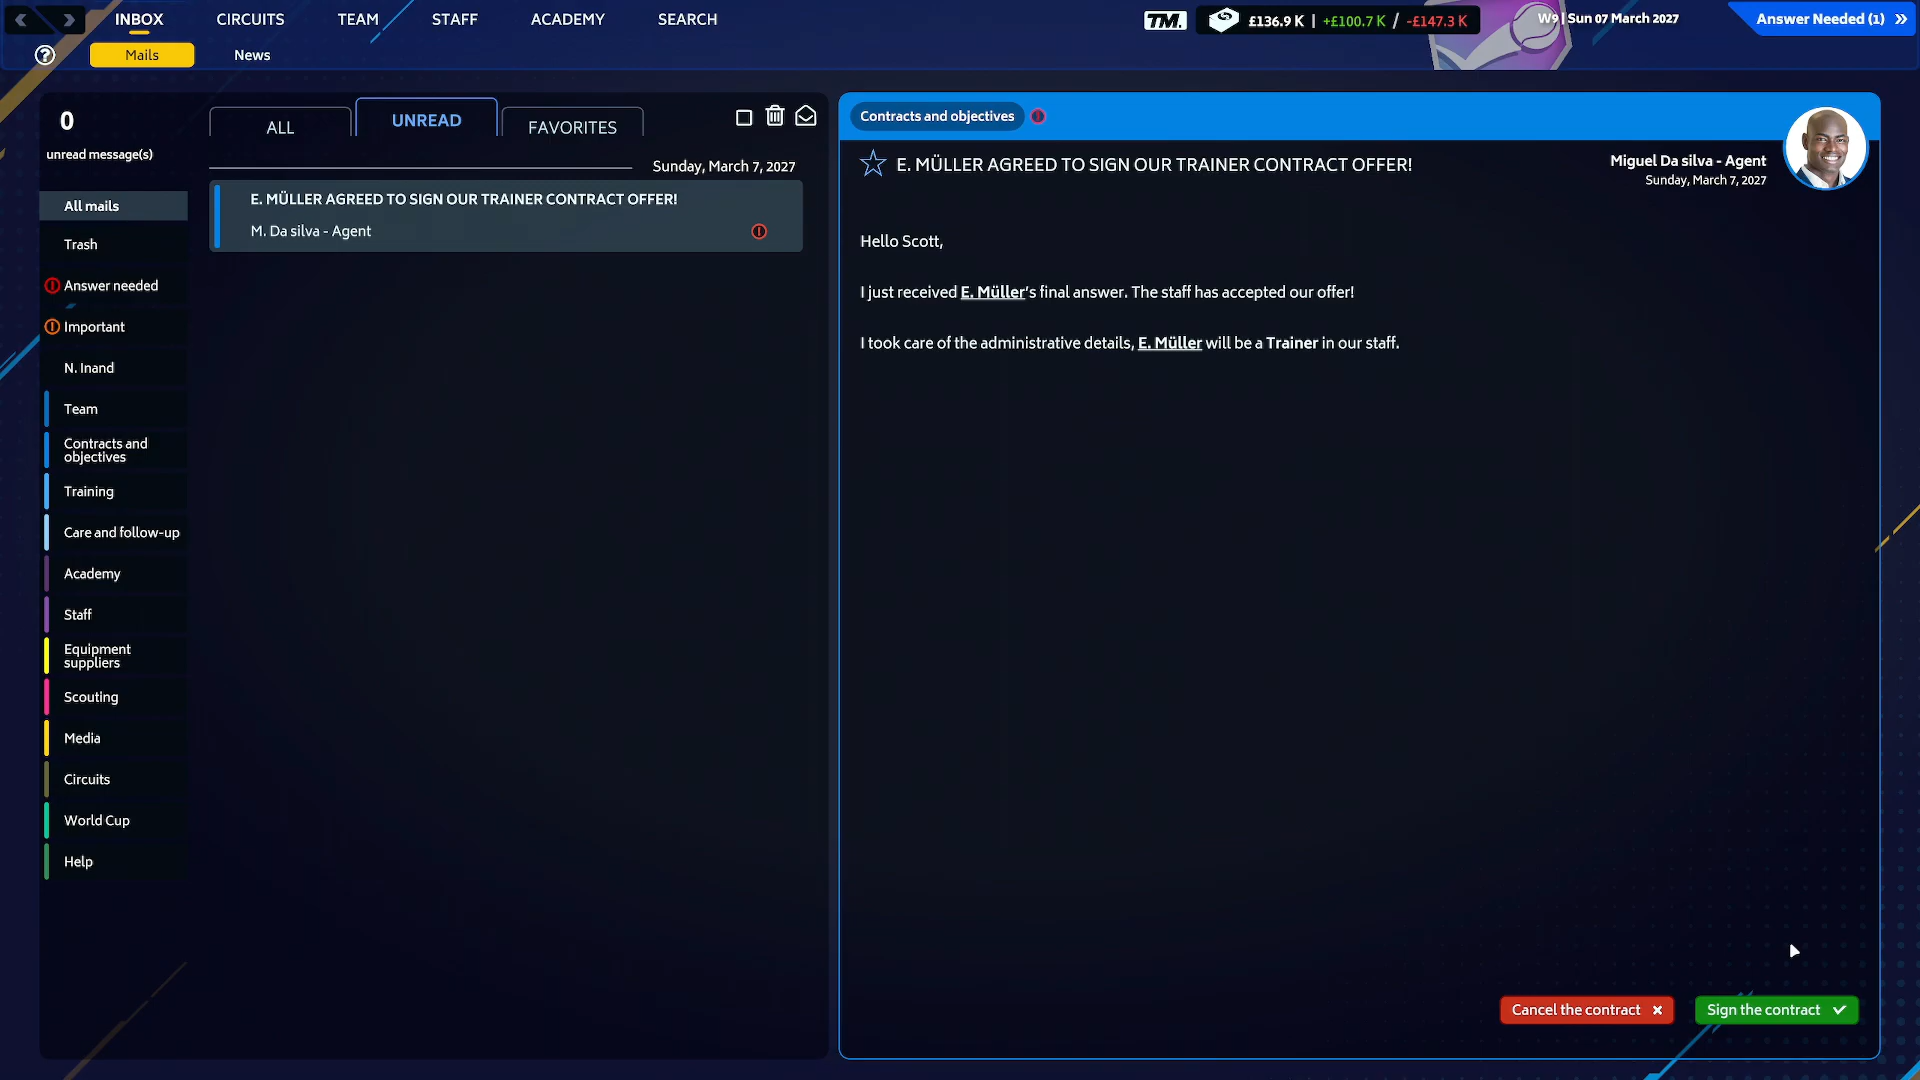 INBOX
CIRCUITS
TEAM
STAFF
ACADEMY
SEARCH
TM.
£136.9 K | +£100.7 K / -£147.3 K
W9 | Sun 07 March 2027
Answer Needed (1)
Mails
News
0
unread message(s)
All mails
Trash
Answer needed
Important
N. Inand
Team
Contracts and
objectives
Training
Care and follow-up
Academy
Staff
Equipment
suppliers
Scouting
Media
Circuits
World Cup
Help
ALL
UNREAD
FAVORITES
Sunday, March 7, 2027
E. MÜLLER AGREED TO SIGN OUR TRAINER CONTRACT OFFER!
M. Da silva - Agent
Contracts and objectives
E. MÜLLER AGREED TO SIGN OUR TRAINER CONTRACT OFFER!
Miguel Da silva - Agent
Sunday, March 7, 2027
Hello Scott,
I just received E. Müller's final answer. The staff has accepted our offer!
I took care of the administrative details, E. Müller will be a Trainer in our staff.
Cancel the contract
Sign the contract